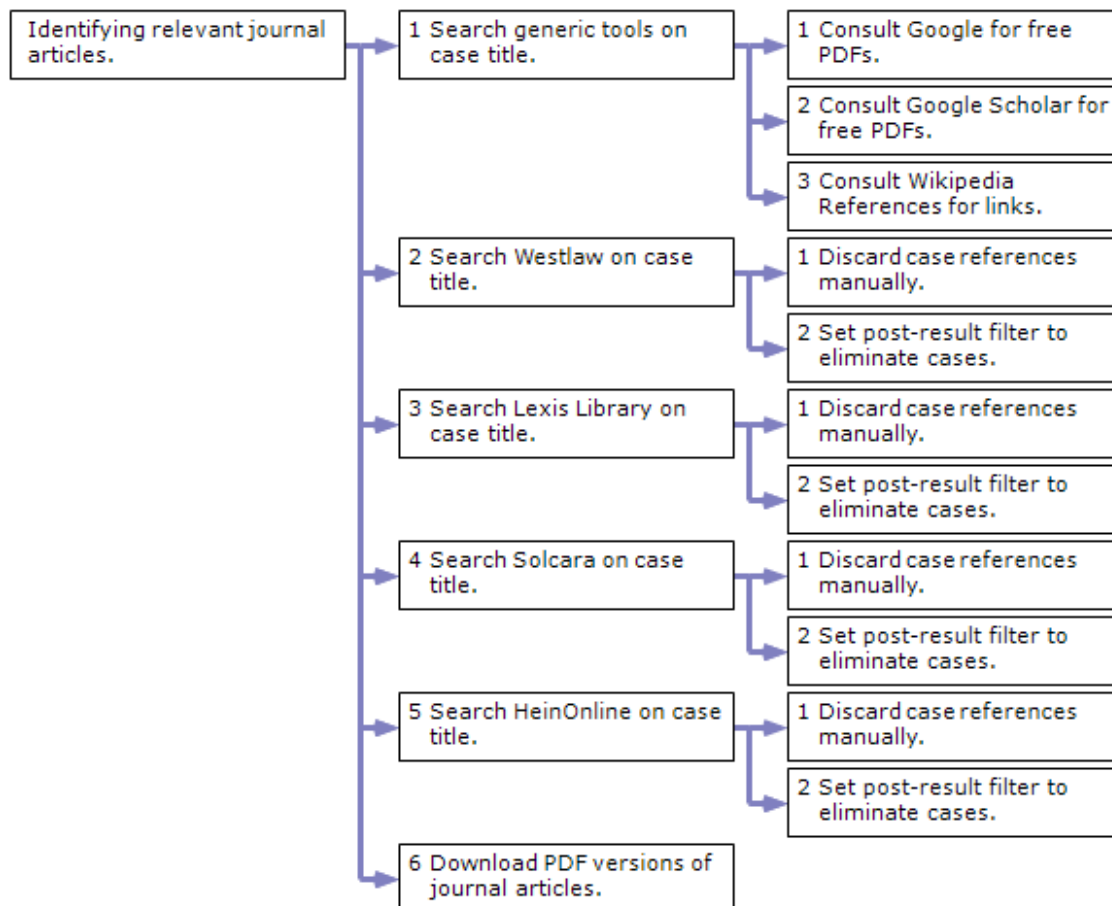 Identifying relevant journal
articles.
1 Search generic tools on
case title.
1 Consult Google for free
PDFs.
2 Consult Google Scholar for
free PDFs.
3 Consult Wikipedia
References for links.
2 Search Westlaw on case
title.
1 Discard case references
manually.
2 Set post-result filter to
eliminate cases.
3 Search Lexis Library on
case title.
1 Discard case references
manually.
2 Set post-result filter to
eliminate cases.
4 Search Solcara on case
title.
1 Discard case references
manually.
2 Set post-result filter to
eliminate cases.
5 Search HeinOnline on case
title.
1 Discard case references
manually.
2 Set post-result filter to
eliminate cases.
6 Download PDF versions of
journal articles.